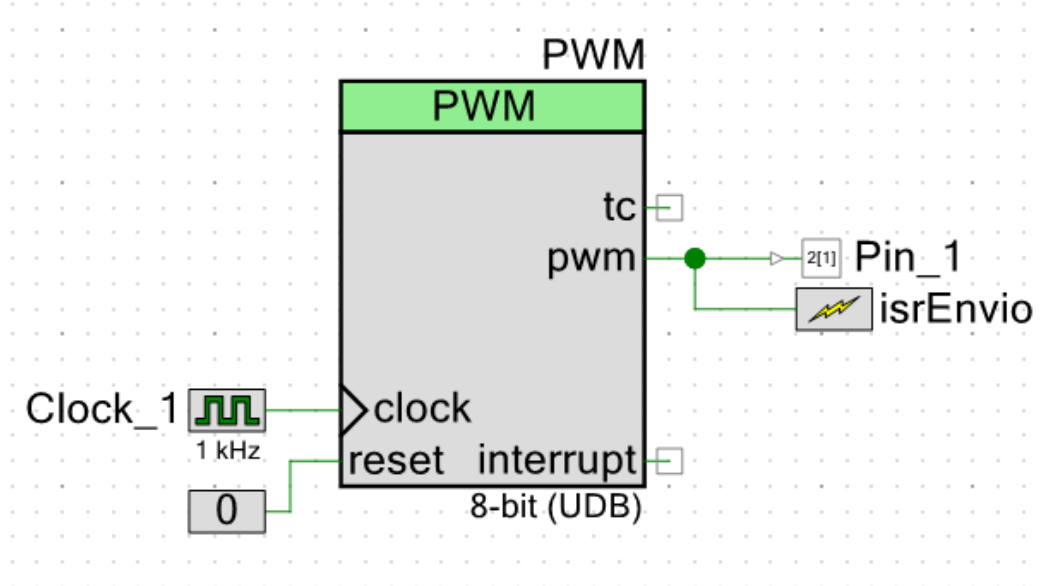 PWM
PWM
tc
pwm
2[1] Pin_1
isrEnvio
Clock_1
clock
1 kHz
reset interrupt
0
8-bit (UDB)